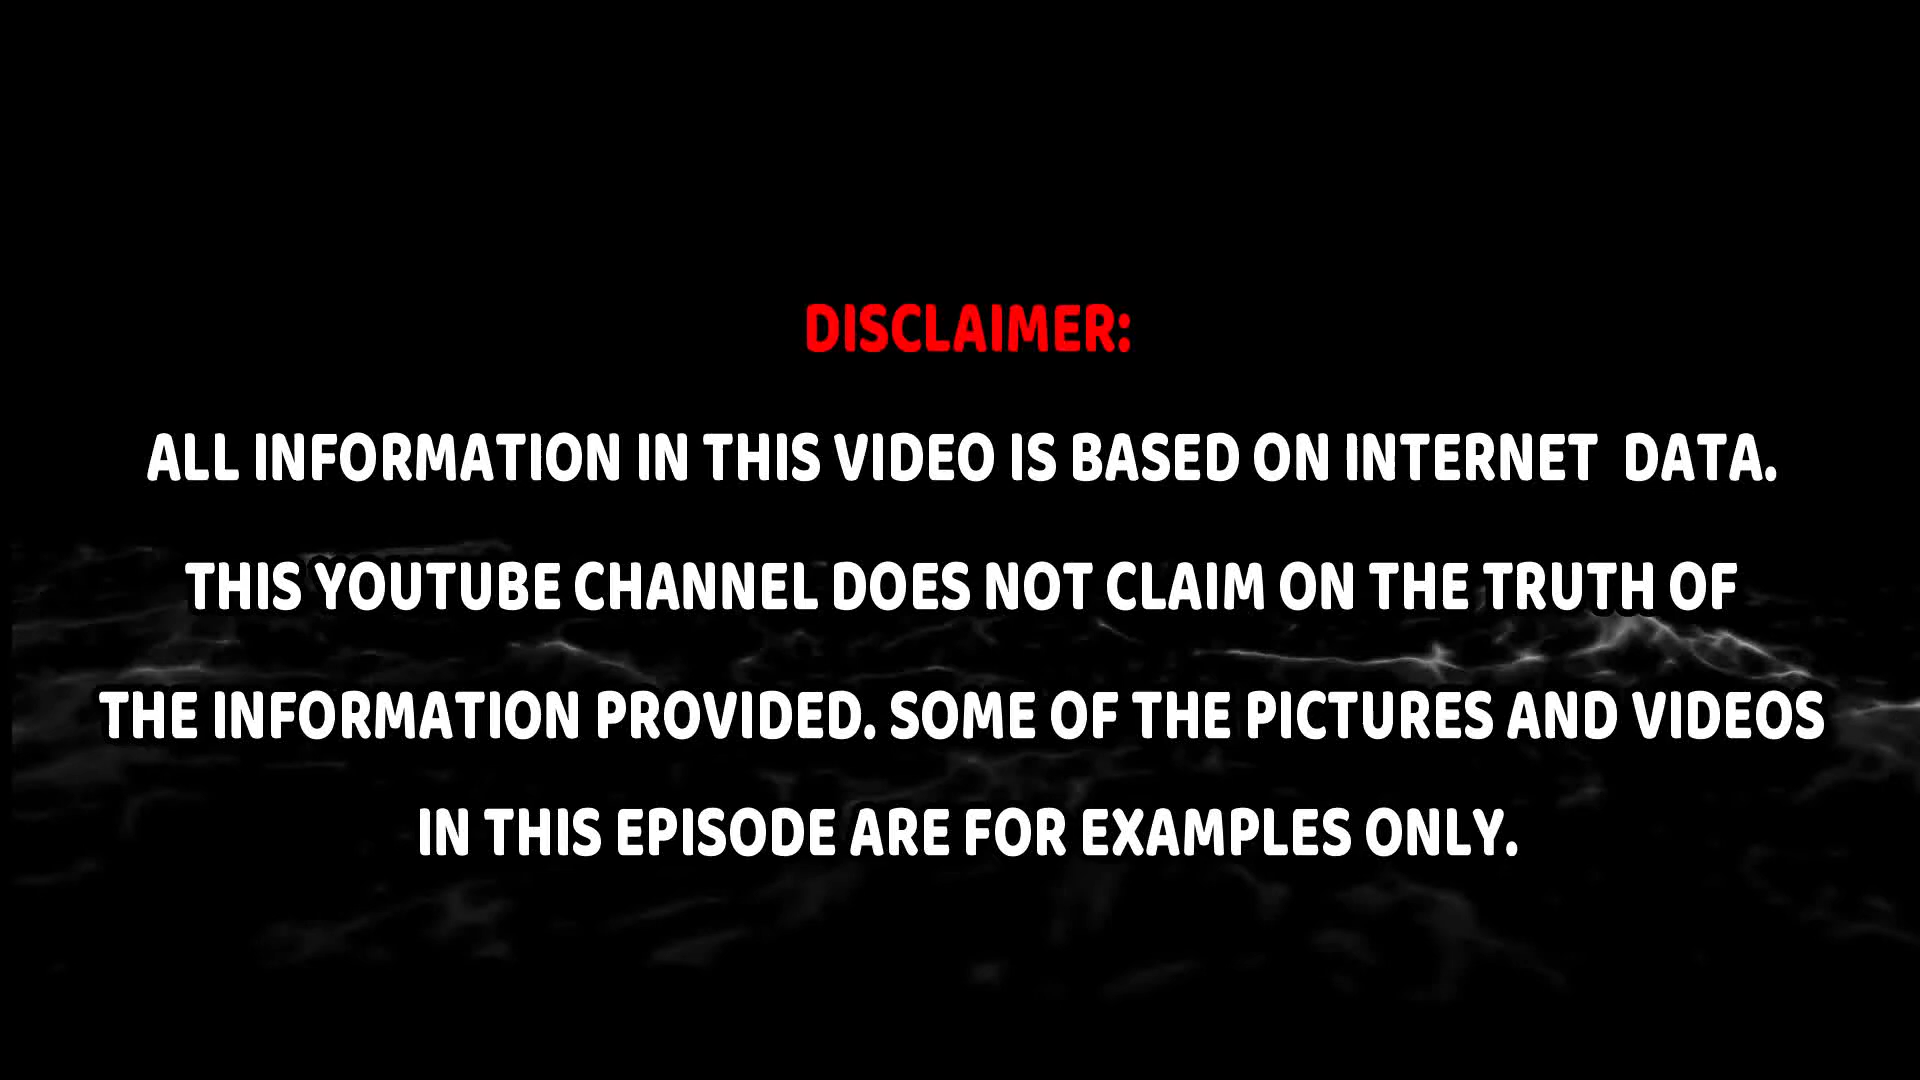 DISCLAIMER:
ALL INFORMATION IN THIS VIDEO IS BASED ON INTERNET  DATA.
THIS YOUTUBE CHANNEL DOES NOT CLAIM ON THE TRUTH OF
THE INFORMATION PROVIDED. SOME OF THE PICTURES AND VIDEOS
IN THIS EPISODE ARE FOR EXAMPLES ONLY.